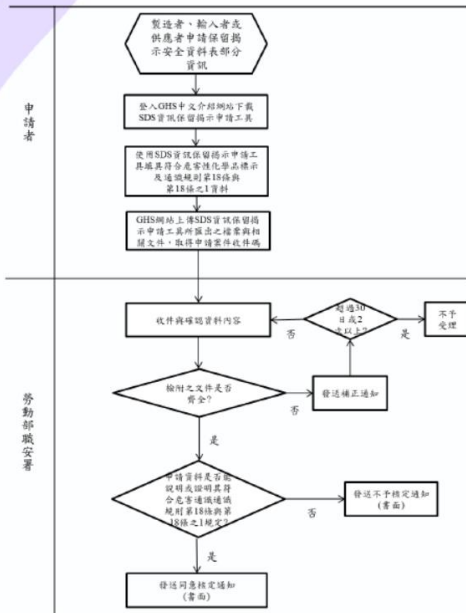 製造者、輸入者或
供應者申請保留揭
示安全資料表部分
資訊
申請者
登入GHS中文介紹網站下載
SDS資訊保留揭示申請工具
使用SDS資訊保留揭示申請工
具填具符合危害性化學品標示
及通識規則第18條與
第18條之1資料
GHS網站上傳SDS資訊保留揭
示申請工具所匯出之檔案與相
關文件，取得申請案件收件碼
勞動部職安署
收件與確認資料內容
否
超過30
日或2
次以上?
是
不予
受理
檢附之文件是否
齊全?
否
發送補正通知
是
申請資料是否能
說明或證明其符
合危害通識通識
規則第18條與第
18條之1規定?
否
發送不予核定通知
(書面)
是
發送同意核定通知
(書面)